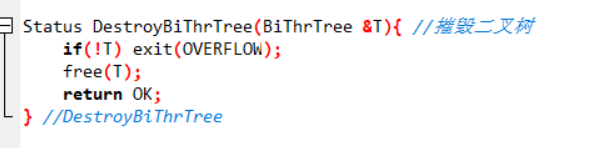 Status DestroyBiThrTree(BiThrTree &T){ //摧毁二叉树
if(!T) exit(OVERFLOW);
free(T);
return OK;
} //DestroyBiThrTree